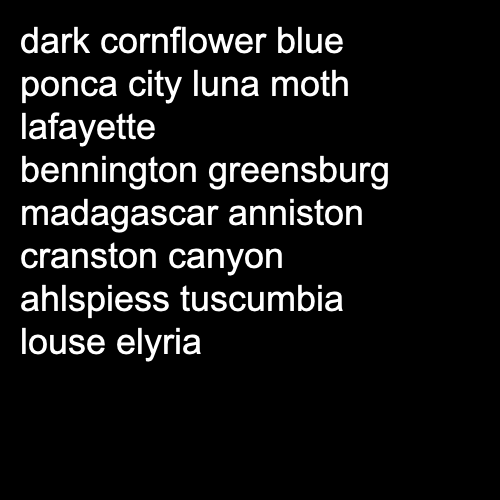 dark cornflower blue
ponca city luna moth
lafayette
bennington greensburg
madagascar anniston
cranston canyon
ahlspiess tuscumbia
louse elyria